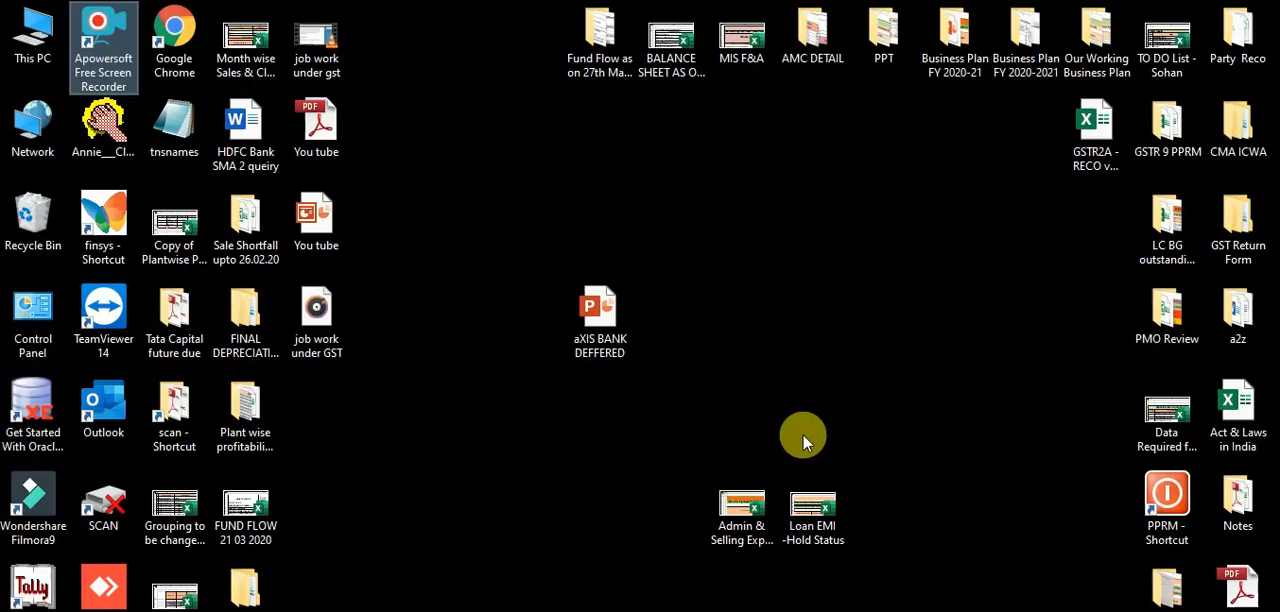 This PC
Apowersoft
Free Screen
Recorder
Google
Chrome
Month wise
Sales & Cl...
job work
under gst
Fund Flow as
on 27th Ma...
BALANCE
SHEET AS O...
MIS F&A
AMC DETAIL
PPT
Business Plan
FY 2020-21
Business Plan
FY 2020-2021
Our Working
Business Plan
TO DO List -
Sohan
Party Reco
Network
Annie__Cl...
tnsnames
HDFC Bank
SMA 2 queiry
PDF
You tube
GSTR2A -
RECO v...
GSTR 9 PPRM
CMA ICWA
Recycle Bin
finsys -
Shortcut
Copy of
Plantwise P...
Sale Shortfall
upto 26.02.20
You tube
LC BG
outstandi...
GST Return
Form
Control
Panel
TeamViewer
14
Tata Capital
future due
FINAL
DEPRECIATI...
job work
under GST
aXIS BANK
DEFFERED
PMO Review
a2z
XE
Get Started
With Oracl...
Outlook
scan -
Shortcut
Plant wise
profitabili...
Data
Required f...
Act & Laws
in India
Wondershare
Filmora9
SCAN
Grouping to
be change...
FUND FLOW
21 03 2020
Admin &
Selling Exp...
Loan EMI
-Hold Status
PPRM -
Shortcut
Notes
Tally
PDF